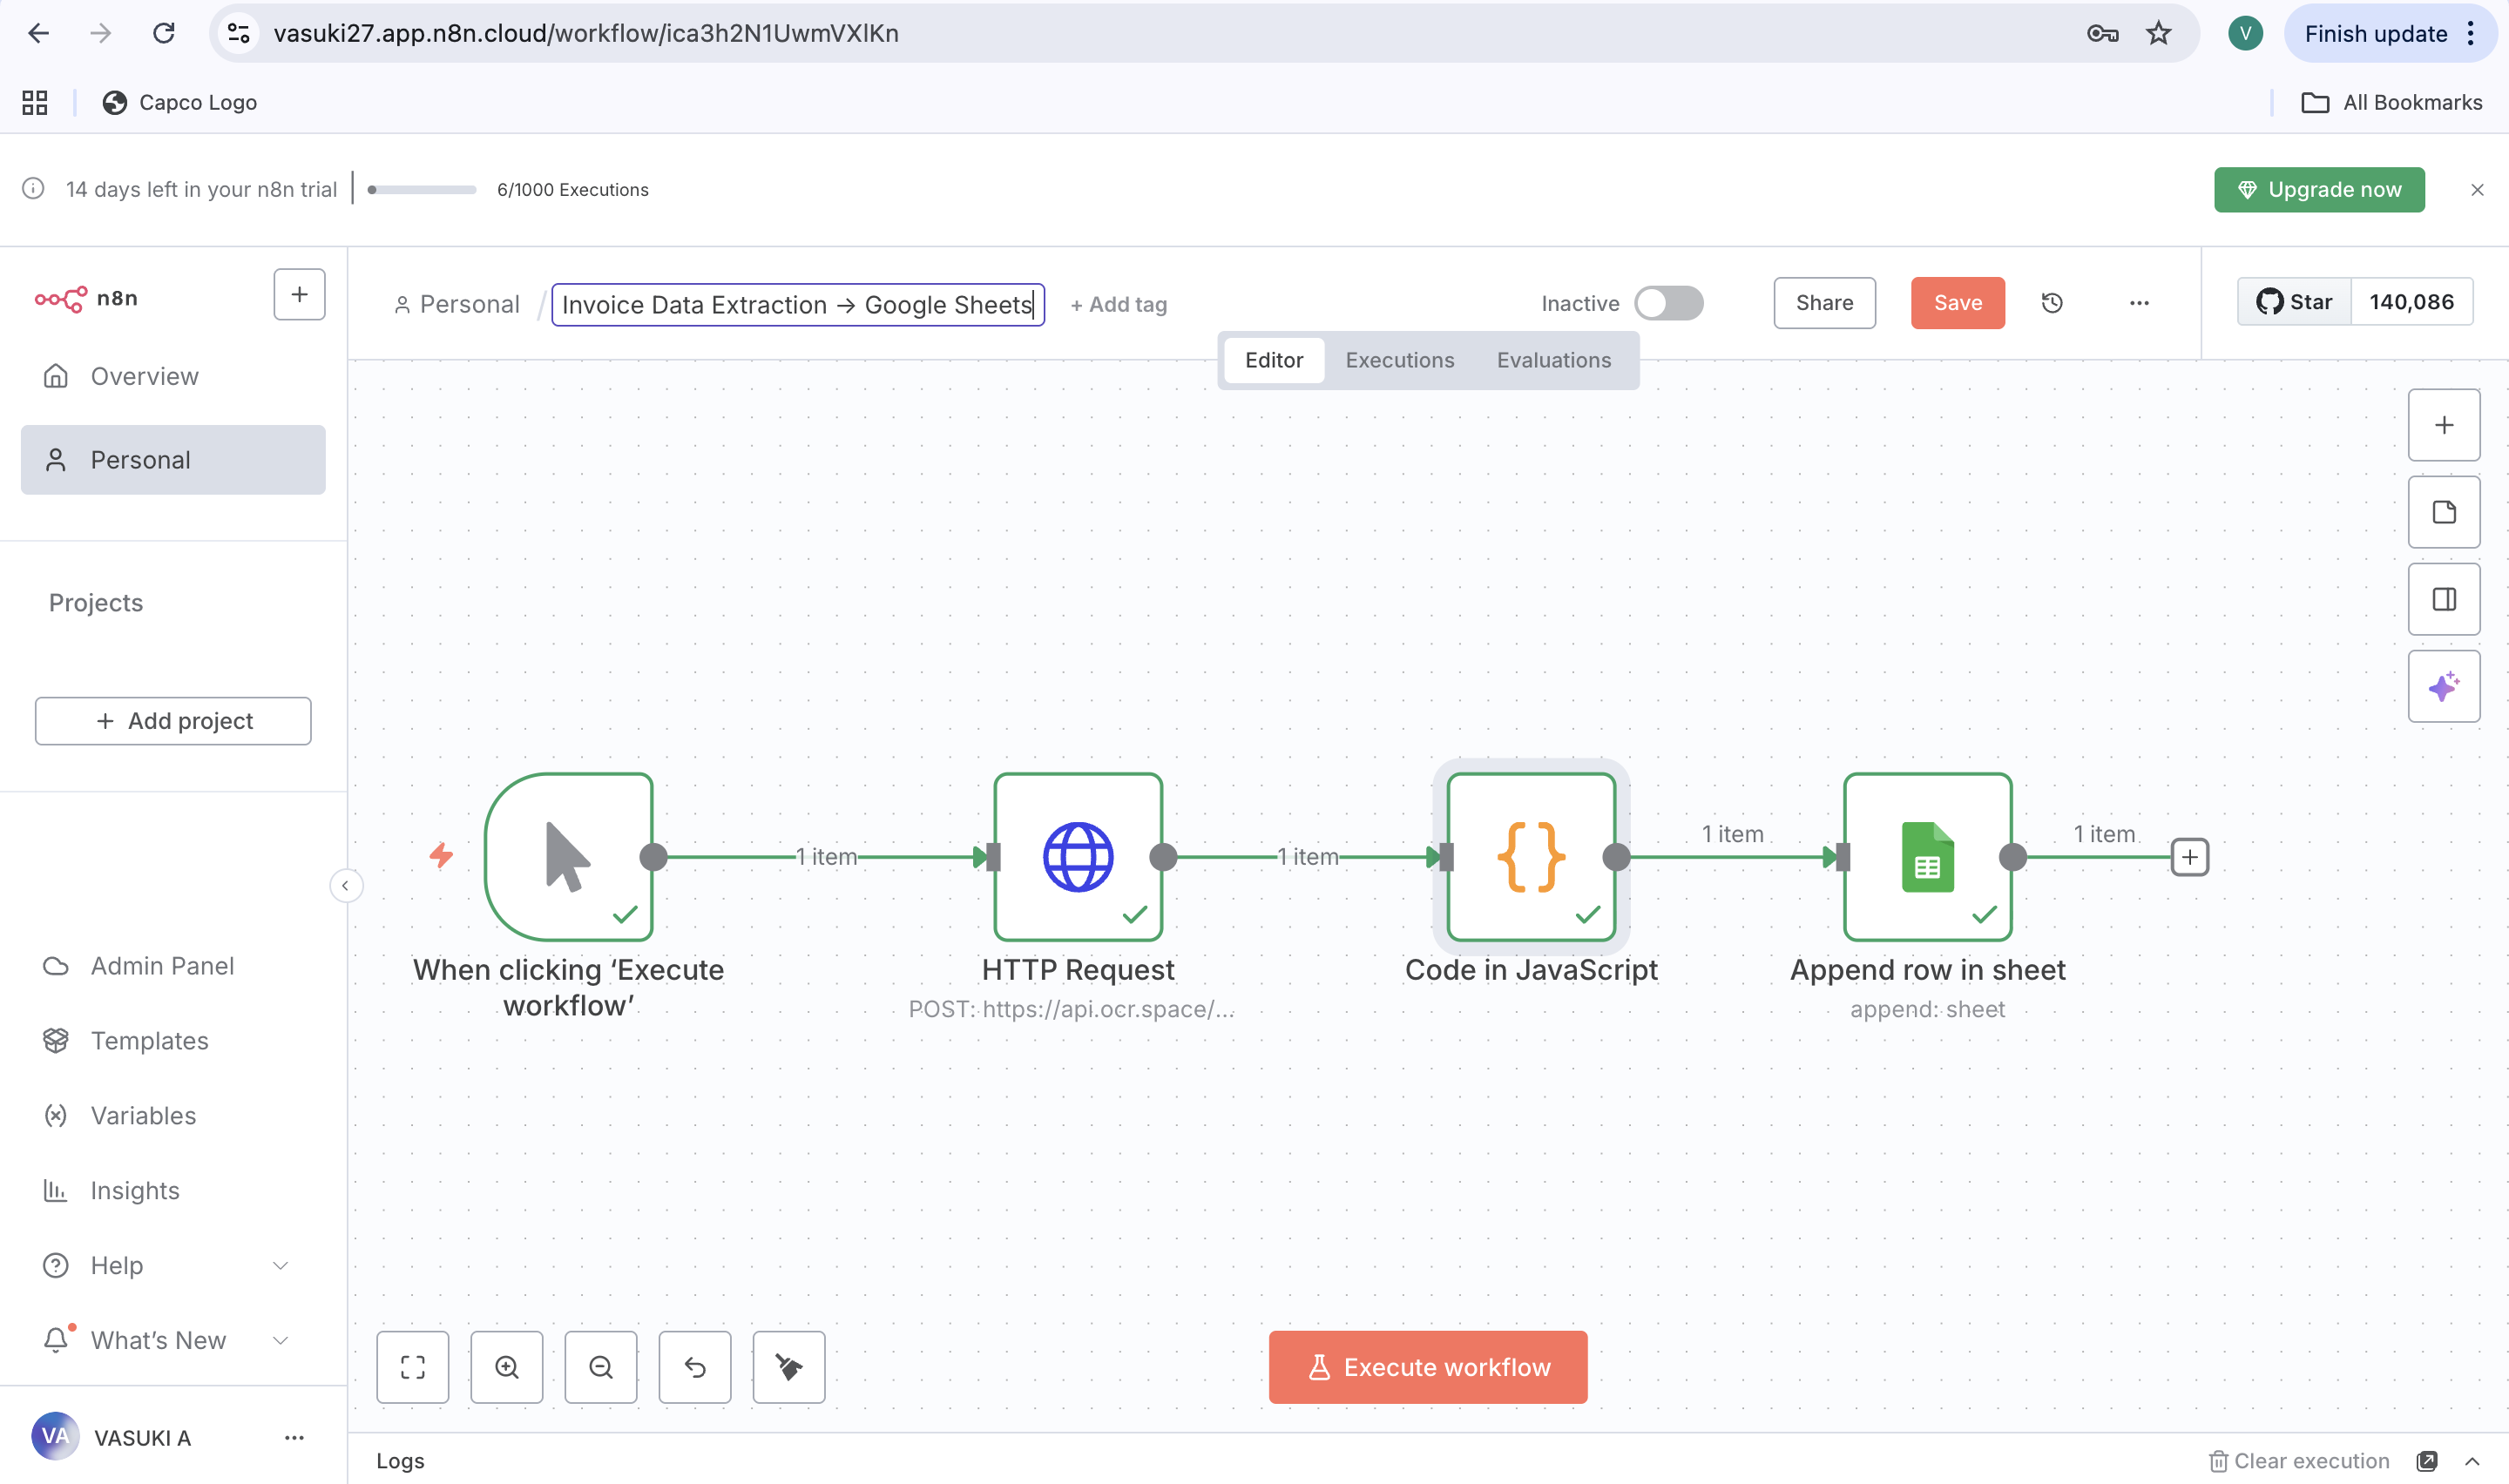 vasuki27.app.n8n.cloud/workflow/ica3h2N1UwmVXlKn
V
Finish update
Capco Logo
All Bookmarks
14 days left in your n8n trial
6/1000 Executions
Upgrade now
n8n
Personal / Invoice Data Extraction → Google Sheets
+ Add tag
Inactive
Share
Save
Star
140,086
Editor
Executions
Evaluations
Overview
Personal
Projects
+ Add project
1 item
1 item
1 item
1 item
When clicking ‘Execute
workflow’
HTTP Request
POST: https://api.ocr.space/...
Code in JavaScript
Append row in sheet
append: sheet
Admin Panel
Templates
Variables
Insights
Help
What’s New
Execute workflow
VA
VASUKI A
Logs
Clear execution